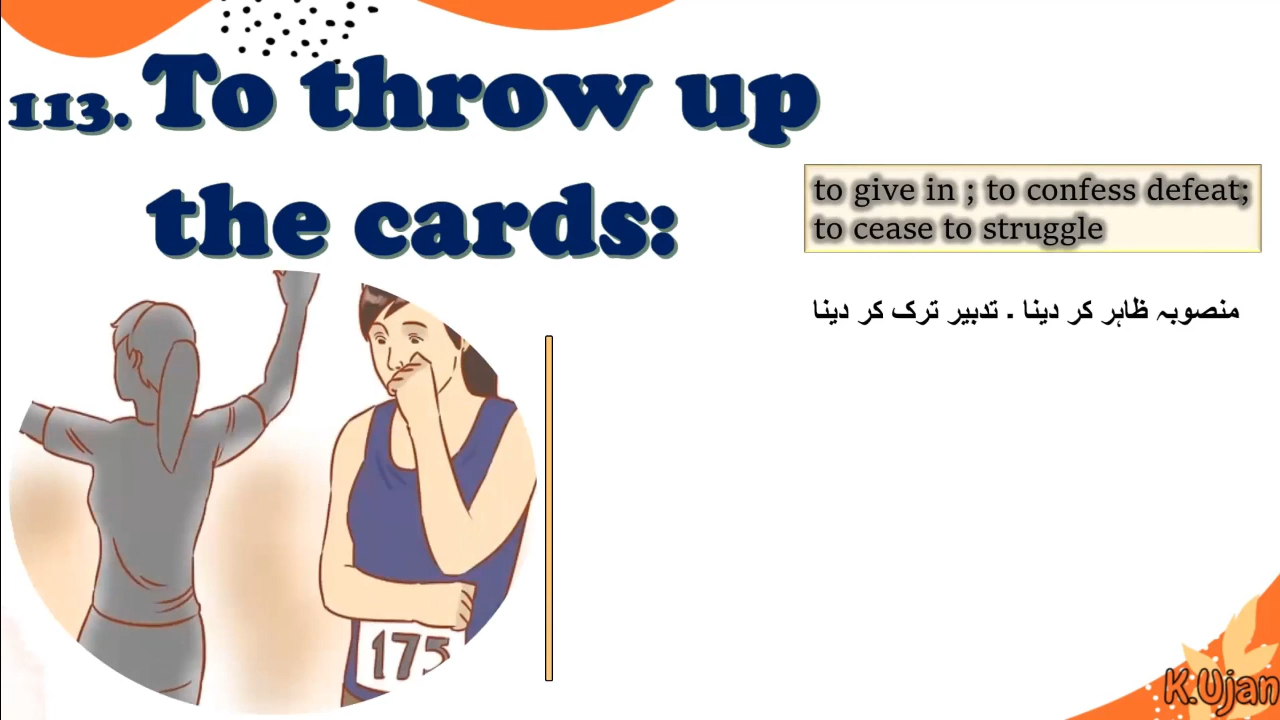 113. To throw up
the cards:
to give in ; to confess defeat;
to cease to struggle
منصوبہ ظاہر کر دینا ۔ تدبیر ترک کر دینا
175
K.Ujan